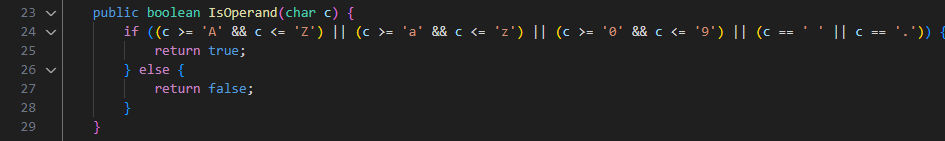 23 public boolean IsOperand(char c) {
24 if ((c >= 'A' && c <= 'Z') || (c >= 'a' && c <= 'z') || (c >= '0' && c <= '9') || (c == ' ' || c == '.')) {
25 return true;
26 } else {
27 return false;
28 }
29 }